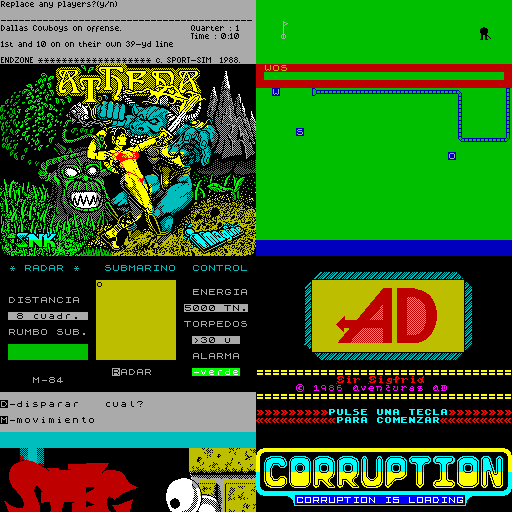 Replace any players?(y/n)
Dallas Cowboys on offense.
Quarter : 1
Time : 0:10
1st and 10 on on their own 39-yd line
ENDZONE ******************** c. SPORT-SIM 1988.
ATHENA
SNK
imagine
WOS
W
S
O
* RADAR *
SUBMARINO
CONTROL
DISTANCIA
8 cuadr.
RUMBO SUB.
M-84
RADAR
ENERGIA
5000 TN.
TORPEDOS
>30 u
ALARMA
-verde
D-disparar cual?
M-movimiento
AD
Sir Sigfrid
© 1986 Aventuras AD
>>>>>>>>>PULSE UNA TECLA>>>>>>>>>
<<<<<<<<<<PARA COMENZAR<<<<<<<<<<
CORRUPTION
CORRUPTION IS LOADING